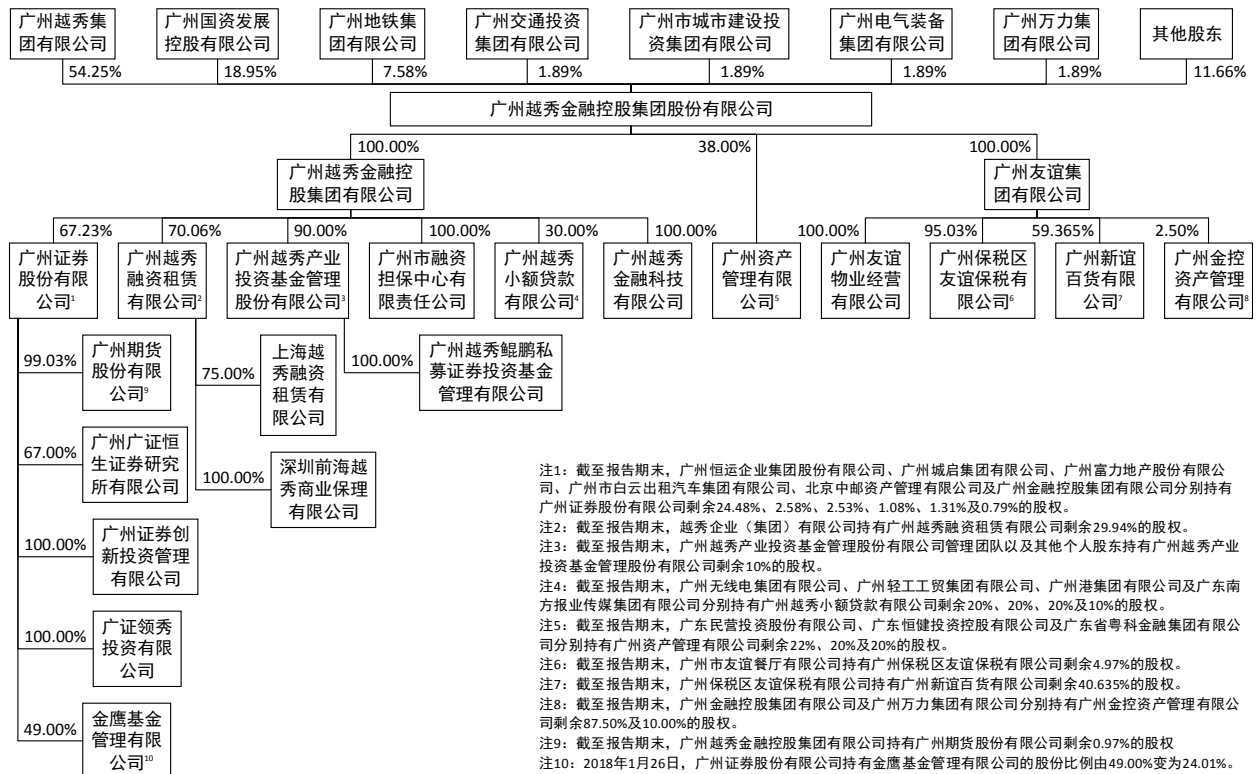 广州越秀集
团有限公司
广州国资发展
控股有限公司
广州地铁集
团有限公司
广州交通投资
集团有限公司
广州市城市建设投
资集团有限公司
广州电气装备
集团有限公司
广州万力集
团有限公司
其他股东
54.25%
18.95%
7.58%
1.89%
1.89%
1.89%
1.89%
11.66%
广州越秀金融控股集团股份有限公司
100.00%
38.00%
100.00%
广州越秀金融控
股集团有限公司
广州友谊集
团有限公司
67.23%
70.06%
90.00%
100.00%
30.00%
100.00%
100.00%
95.03%
59.365%
2.50%
广州证券
股份有限
公司1
广州越秀
融资租赁
有限公司2
广州越秀产业
投资基金管理
股份有限公司3
广州市融资
担保中心有
限责任公司
广州越秀
小额贷款
有限公司4
广州越秀
金融科技
有限公司
广州资产
管理有限
公司5
广州友谊
物业经营
有限公司
广州保税区
友谊保税有
限公司6
广州新谊
百货有限
公司7
广州金控
资产管理
有限公司8
99.03%
广州期货
股份有限
公司9
75.00%
上海越
秀融资
租赁有
限公司
100.00%
广州越秀鲲鹏私
募证券投资基金
管理有限公司
67.00%
广州广证恒
生证券研究
所有限公司
100.00%
深圳前海越
秀商业保理
有限公司
100.00%
广州证券创
新投资管理
有限公司
100.00%
广证领秀
投资有限
公司
49.00%
金鹰基金
管理有限
公司10
注1：截至报告期末，广州恒运企业集团股份有限公司、广州城启集团有限公司、广州富力地产股份有限公
司、广州市白云出租汽车集团有限公司、北京中邮资产管理有限公司及广州金融控股集团有限公司分别持有
广州证券股份有限公司剩余24.48%、2.58%、2.53%、1.08%、1.31%及0.79%的股权。
注2：截至报告期末，越秀企业（集团）有限公司持有广州越秀融资租赁有限公司剩余29.94%的股权。
注3：截至报告期末，广州越秀产业投资基金管理股份有限公司管理团队以及其他个人股东持有广州越秀产业
投资基金管理股份有限公司剩余10%的股权。
注4：截至报告期末，广州无线电集团有限公司、广州轻工工贸集团有限公司、广州港集团有限公司及广东南
方报业传媒集团有限公司分别持有广州越秀小额贷款有限公司剩余20%、20%、20%及10%的股权。
注5：截至报告期末，广东民营投资股份有限公司、广东恒健投资控股有限公司及广东省粤科金融集团有限公
司分别持有广州资产管理有限公司剩余22%、20%及20%的股权。
注6：截至报告期末，广州市友谊餐厅有限公司持有广州保税区友谊保税有限公司剩余4.97%的股权。
注7：截至报告期末，广州保税区友谊保税有限公司持有广州新谊百货有限公司剩余40.635%的股权。
注8：截至报告期末，广州金融控股集团有限公司及广州万力集团有限公司分别持有广州金控资产管理有限公
司剩余87.50%及10.00%的股权。
注9：截至报告期末，广州越秀金融控股集团有限公司持有广州期货股份有限公司剩余0.97%的股权
注10：2018年1月26日，广州证券股份有限公司持有金鹰基金管理有限公司的股份比例由49.00%变为24.01%。